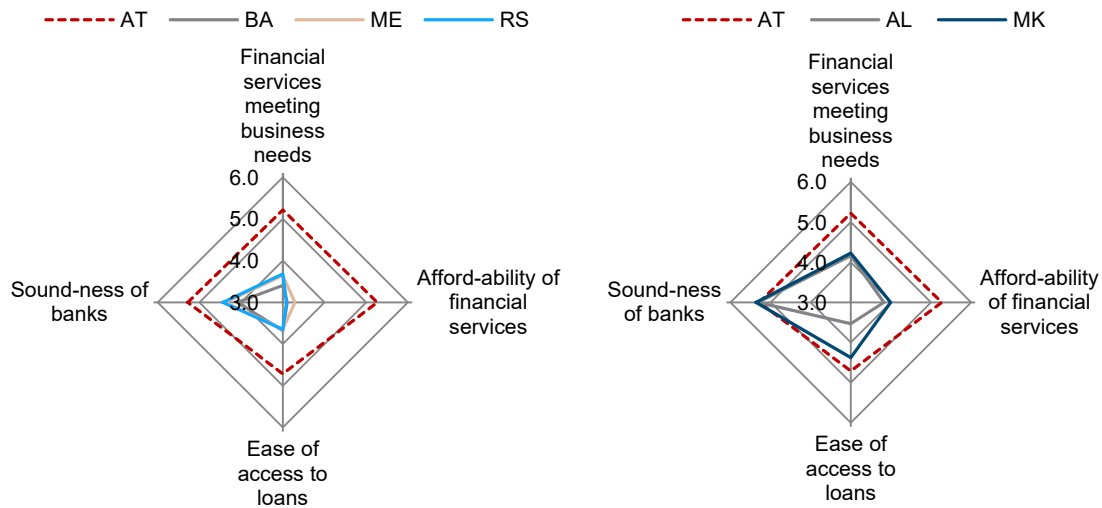 AT BA ME RS
Financial
services
meeting
business
needs
6.0
5.0
4.0
3.0
Sound-ness of
banks
Afford-ability of
financial
services
Ease of
access to
loans
AT AL MK
Financial
services
meeting
business
needs
6.0
5.0
4.0
3.0
Sound-ness
of banks
Afford-ability
of financial
services
Ease of
access to
loans